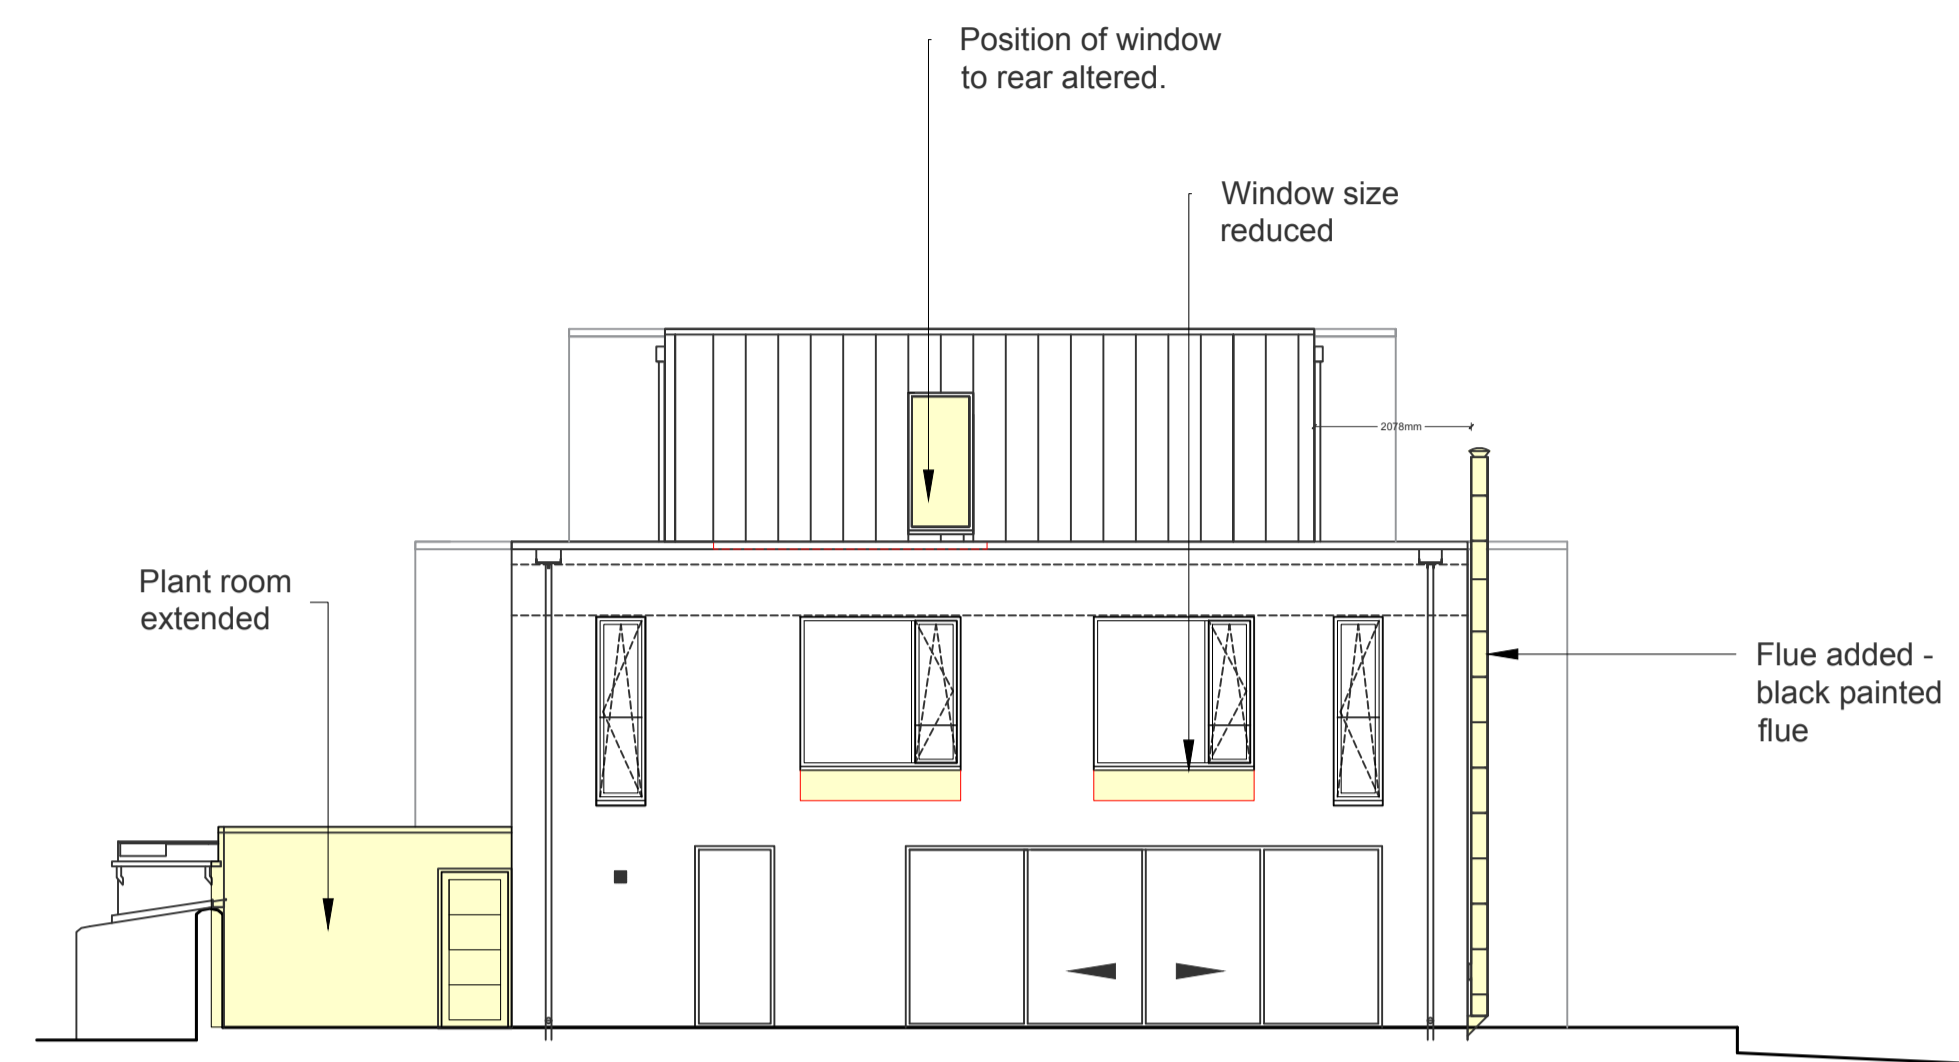 Position of window
to rear altered.
Window size
reduced
2078mm
Plant room
extended
Flue added -
black painted
flue